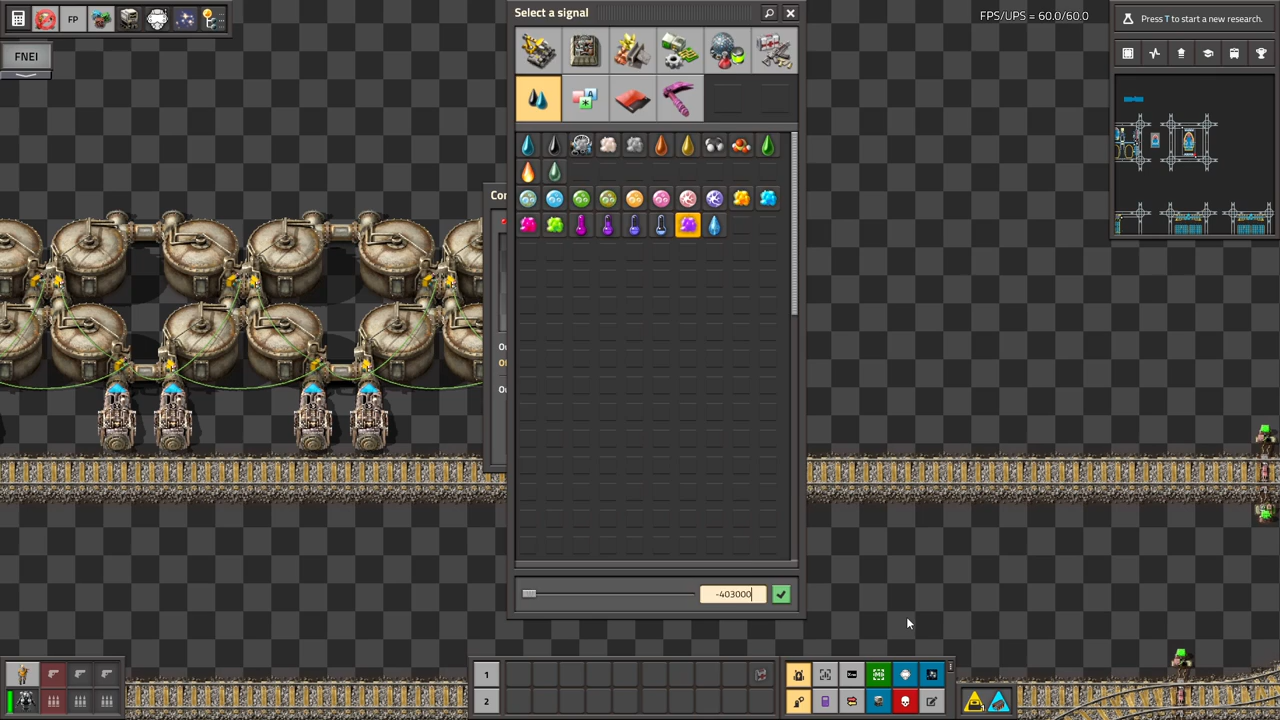 Select a signal
FP
FPS/UPS = 60.0/60.0
Press T to start a new research.
FNEI
-403000
1
2